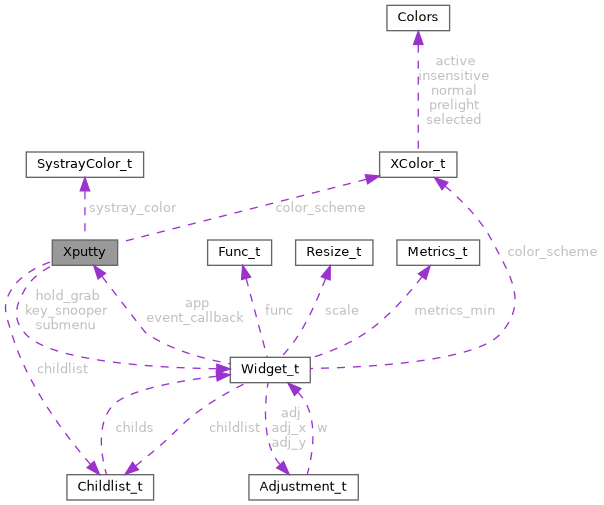 Colors
active
insensitive
normal
prelight
selected
SystrayColor_t
XColor_t
systray_color
color_scheme
Xputty
Func_t
Resize_t
Metrics_t
color_scheme
hold_grab
key_snooper
submenu
app
event_callback
func
scale
metrics_min
childlist
Widget_t
childs
childlist
adj
adj_x
adj_y
w
Childlist_t
Adjustment_t